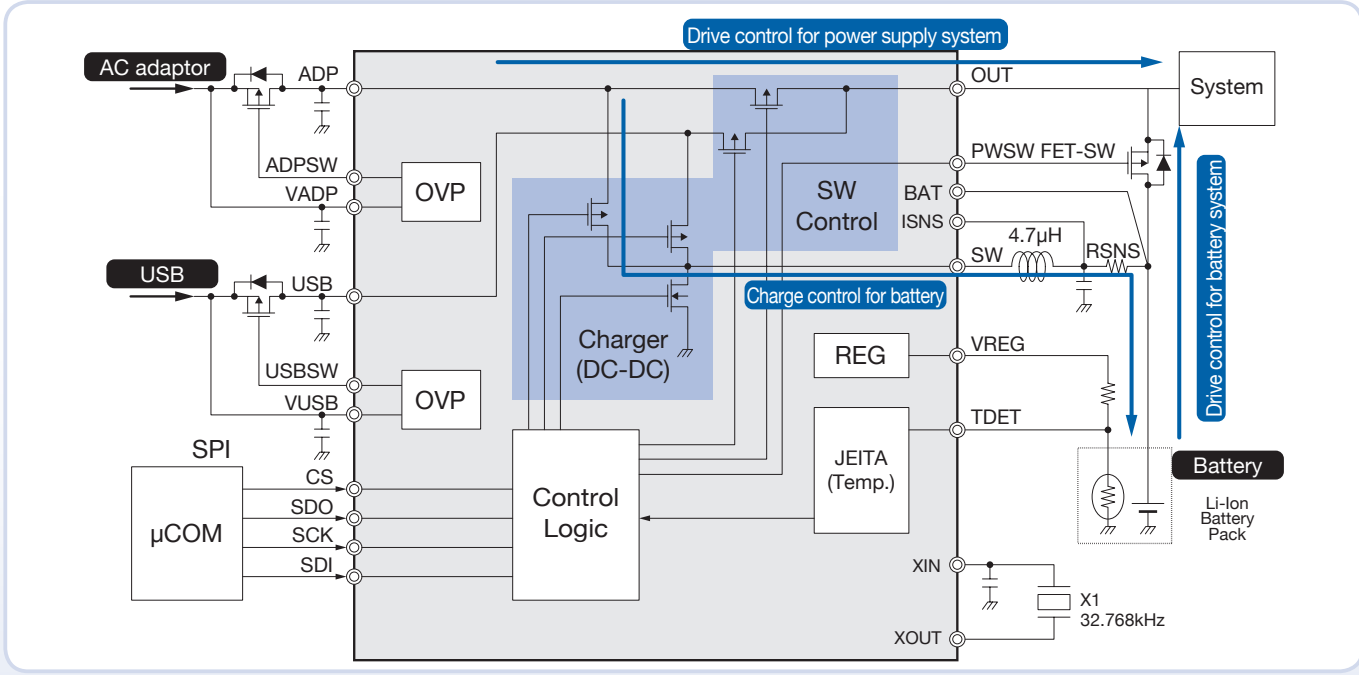 Drive control for power supply system
AC adaptor
ADP
OUT
System
ADPSW
VADP
OVP
PWSW FET-SW
BAT
ISNS
SW
Control
4.7µH
SW
RSNS
USB
USB
Charge control for battery
Drive control for battery system
Charger
(DC-DC)
REG
VREG
USBSW
VUSB
OVP
TDET
JEITA
(Temp.)
Battery
Li-Ion
Battery
Pack
SPI
µCOM
CS
SDO
SCK
SDI
Control
Logic
XIN
X1
32.768kHz
XOUT